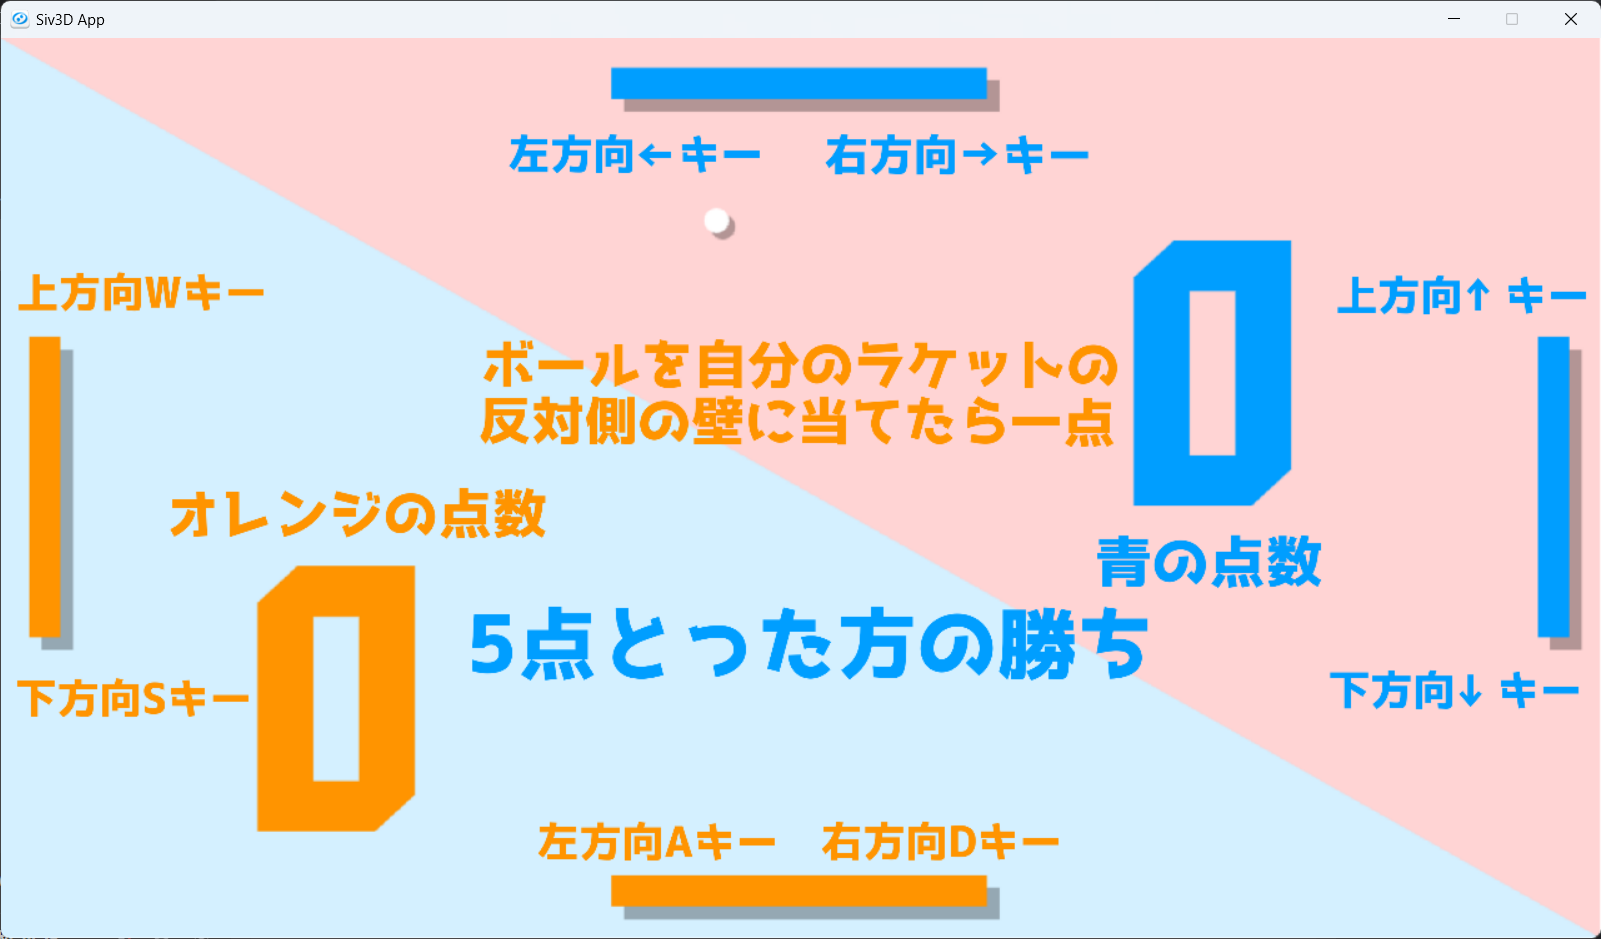 Siv3D App
左方向←キー　右方向→キー
上方向Wキー
上方向↑ キー
0
ボールを自分のラケットの
反対側の壁に当てたら一点
オレンジの点数
青の点数
0
5点とった方の勝ち
下方向Sキー
下方向↓ キー
左方向Aキー　右方向Dキー